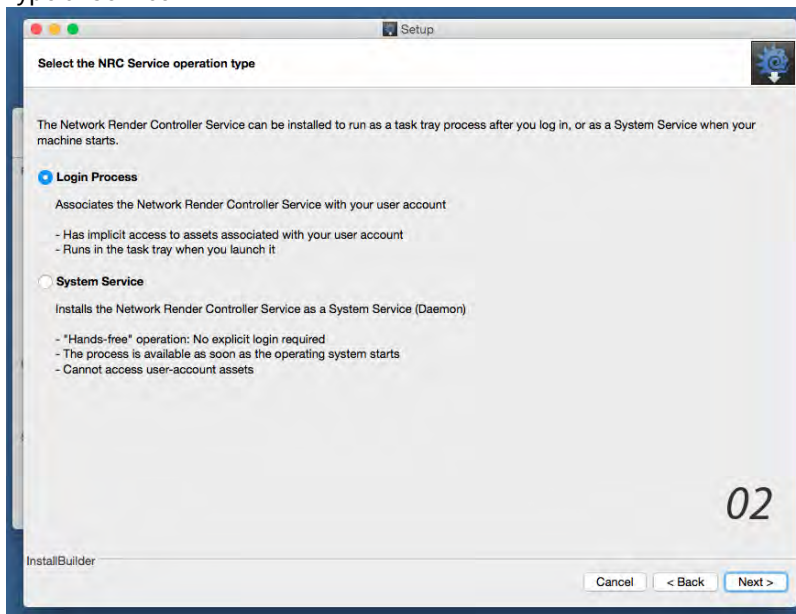 Setup
Select the NRC Service operation type
The Network Render Controller Service can be installed to run as a task tray process after you log in, or as a System Service when your
machine starts.
Login Process
Associates the Network Render Controller Service with your user account
- Has implicit access to assets associated with your user account
- Runs in the task tray when you launch it
System Service
Installs the Network Render Controller Service as a System Service (Daemon)
- "Hands-free" operation: No explicit login required
- The process is available as soon as the operating system starts
- Cannot access user-account assets
02
InstallBuilder
Cancel < Back Next >